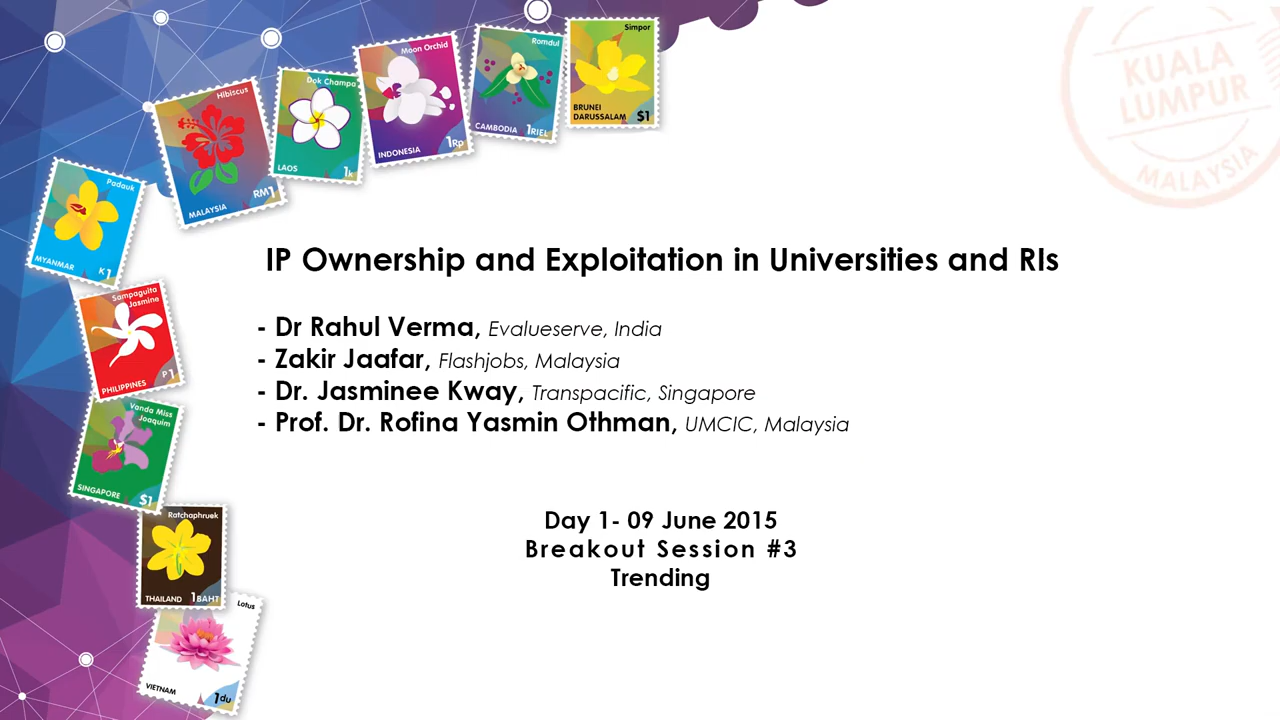 Simpor
BRUNEI
DARUSSALAM
$1
Romdul
CAMBODIA
1RIEL
Moon Orchid
INDONESIA
1Rp
Dok Champa
LAOS
1k
Hibiscus
MALAYSIA
RM1
Padauk
MYANMAR
K1
Sampaguita
Jasmine
PHILIPPINES
P1
Vanda Miss
Joaquim
SINGAPORE
$1
Ratchaphruek
THAILAND
1BAHT
Lotus
VIETNAM
1du
KUALA
LUMPUR
MALAYSIA
IP Ownership and Exploitation in Universities and RIs
- Dr Rahul Verma, Evalueserve, India
- Zakir Jaafar, Flashjobs, Malaysia
- Dr. Jasminee Kway, Transpacific, Singapore
- Prof. Dr. Rofina Yasmin Othman, UMCIC, Malaysia
Day 1- 09 June 2015
Breakout Session #3
Trending